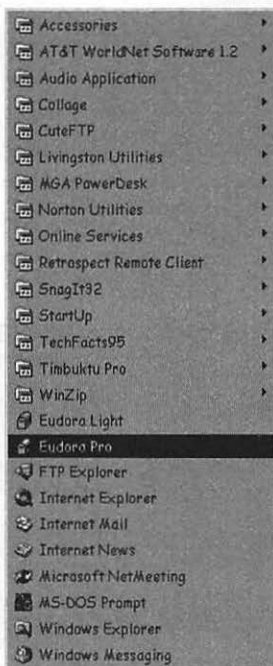 Accessories
AT&T WorldNet Software 1.2
Audio Application
Collage
CuteFTP
Livingston Utilities
MGA PowerDesk
Norton Utilities
Online Services
Retrospect Remote Client
SnagIt32
StartUp
TechFacts95
Timbuktu Pro
WinZip
Eudora Light
Eudora Pro
FTP Explorer
Internet Explorer
Internet Mail
Internet News
Microsoft NetMeeting
MS-DOS Prompt
Windows Explorer
Windows Messaging